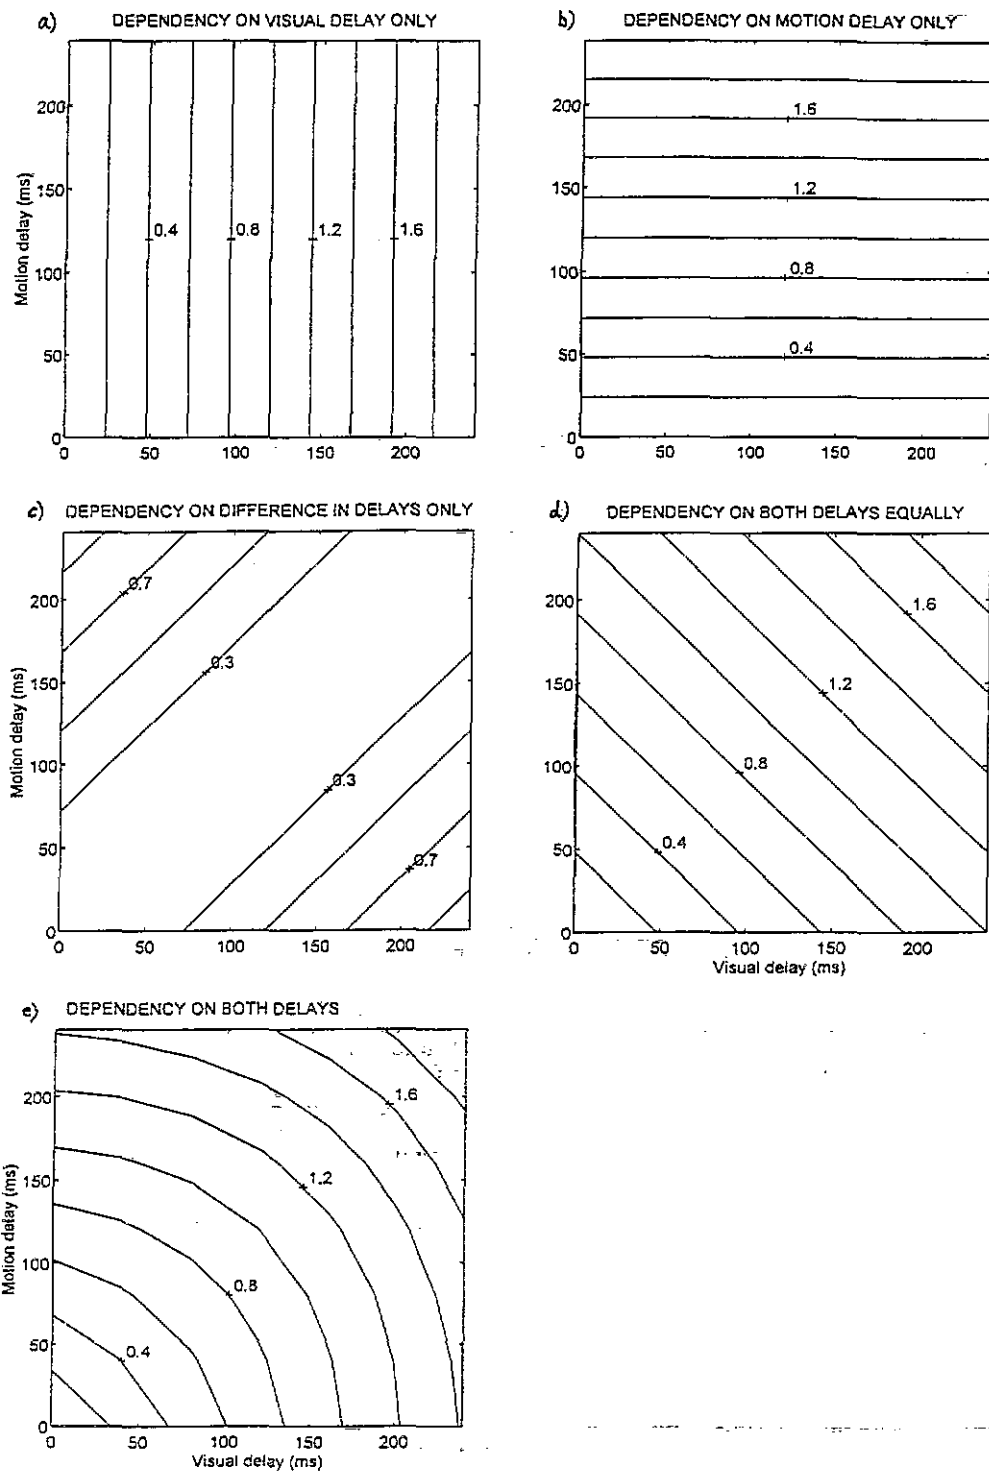 a) DEPENDENCY ON VISUAL DELAY ONLY
200
150
100
50
0
Motion delay (ms)
0.4 0.8 1.2 1.6
0 50 100 150 200
b) DEPENDENCY ON MOTION DELAY ONLY
200
150
100
50
0
1.6
1.2
0.8
0.4
0 50 100 150 200
c) DEPENDENCY ON DIFFERENCE IN DELAYS ONLY
200
150
100
50
0
Motion delay (ms)
0.7
0.3
0.3
0.7
0 50 100 150 200
d) DEPENDENCY ON BOTH DELAYS EQUALLY
200
150
100
50
0
1.6
1.2
0.8
0.4
0 50 100 150 200
Visual delay (ms)
e) DEPENDENCY ON BOTH DELAYS
200
150
100
50
0
Motion delay (ms)
1.6
1.2
0.8
0.4
0 50 100 150 200
Visual delay (ms)